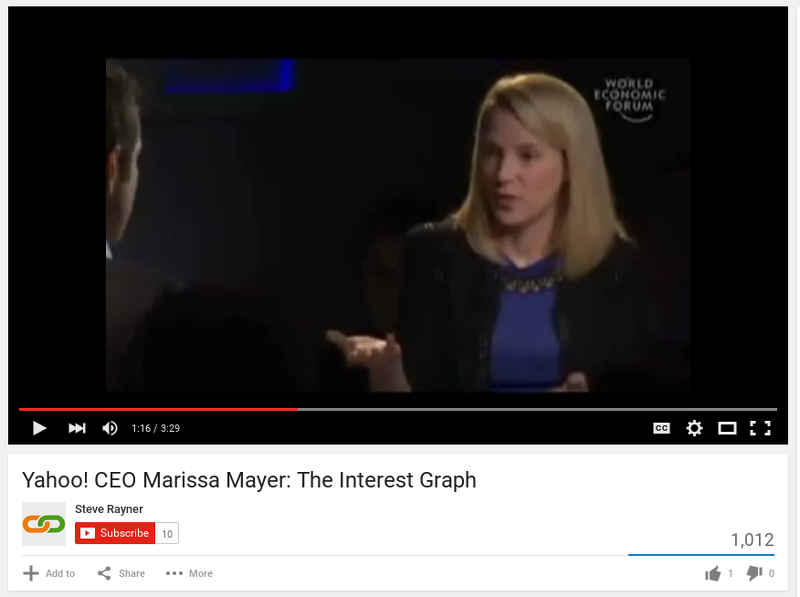 WORLD
ECONOMIC
FORUM
1:16 / 3:29
CC
Yahoo! CEO Marissa Mayer: The Interest Graph
Steve Rayner
Subscribe 10
1,012
Add to Share More 1 0